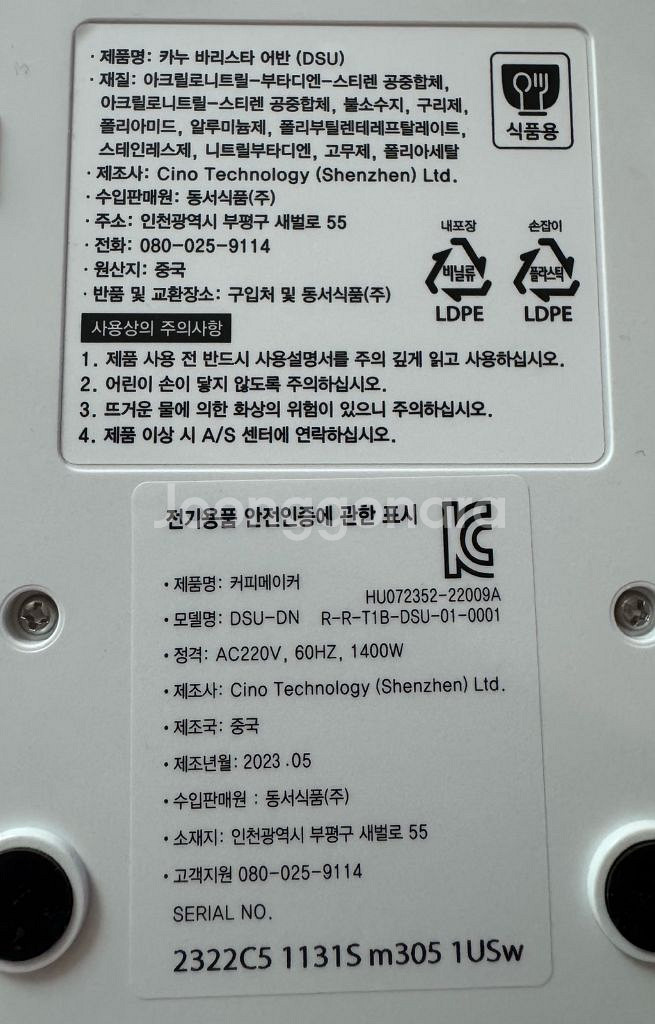 · 제품명: 카누 바리스타 어반 (DSU)
· 재질: 아크릴로니트릴-부타디엔-스티렌 공중합체,
아크릴로니트릴-스티렌 공중합체, 불소수지, 구리제,
폴리아미드, 알루미늄제, 폴리부틸렌테레프탈레이트,
스테인레스제, 니트릴부타디엔, 고무제, 폴리아세탈
식품용
· 제조사: Cino Technology (Shenzhen) Ltd.
· 수입판매원: 동서식품(주)
· 주소: 인천광역시 부평구 새벌로 55
· 전화: 080-025-9114
· 원산지: 중국
· 반품 및 교환장소: 구입처 및 동서식품(주)
내포장
비닐류
LDPE
손잡이
플라스틱
LDPE
사용상의 주의사항
1. 제품 사용 전 반드시 사용설명서를 주의 깊게 읽고 사용하십시오.
2. 어린이 손이 닿지 않도록 주의하십시오.
3. 뜨거운 물에 의한 화상의 위험이 있으니 주의하십시오.
4. 제품 이상 시 A/S 센터에 연락하십시오.
Joonggonara
전기용품 안전인증에 관한 표시
· 제품명: 커피메이커
HU072352-22009A
· 모델명: DSU-DN R-R-T1B-DSU-01-0001
· 정격: AC220V, 60HZ, 1400W
· 제조사: Cino Technology (Shenzhen) Ltd.
· 제조국: 중국
· 제조년월: 2023.05
· 수입판매원 : 동서식품(주)
· 소재지: 인천광역시 부평구 새벌로 55
· 고객지원 080-025-9114
SERIAL NO.
2322C5 1131S m305 1USw